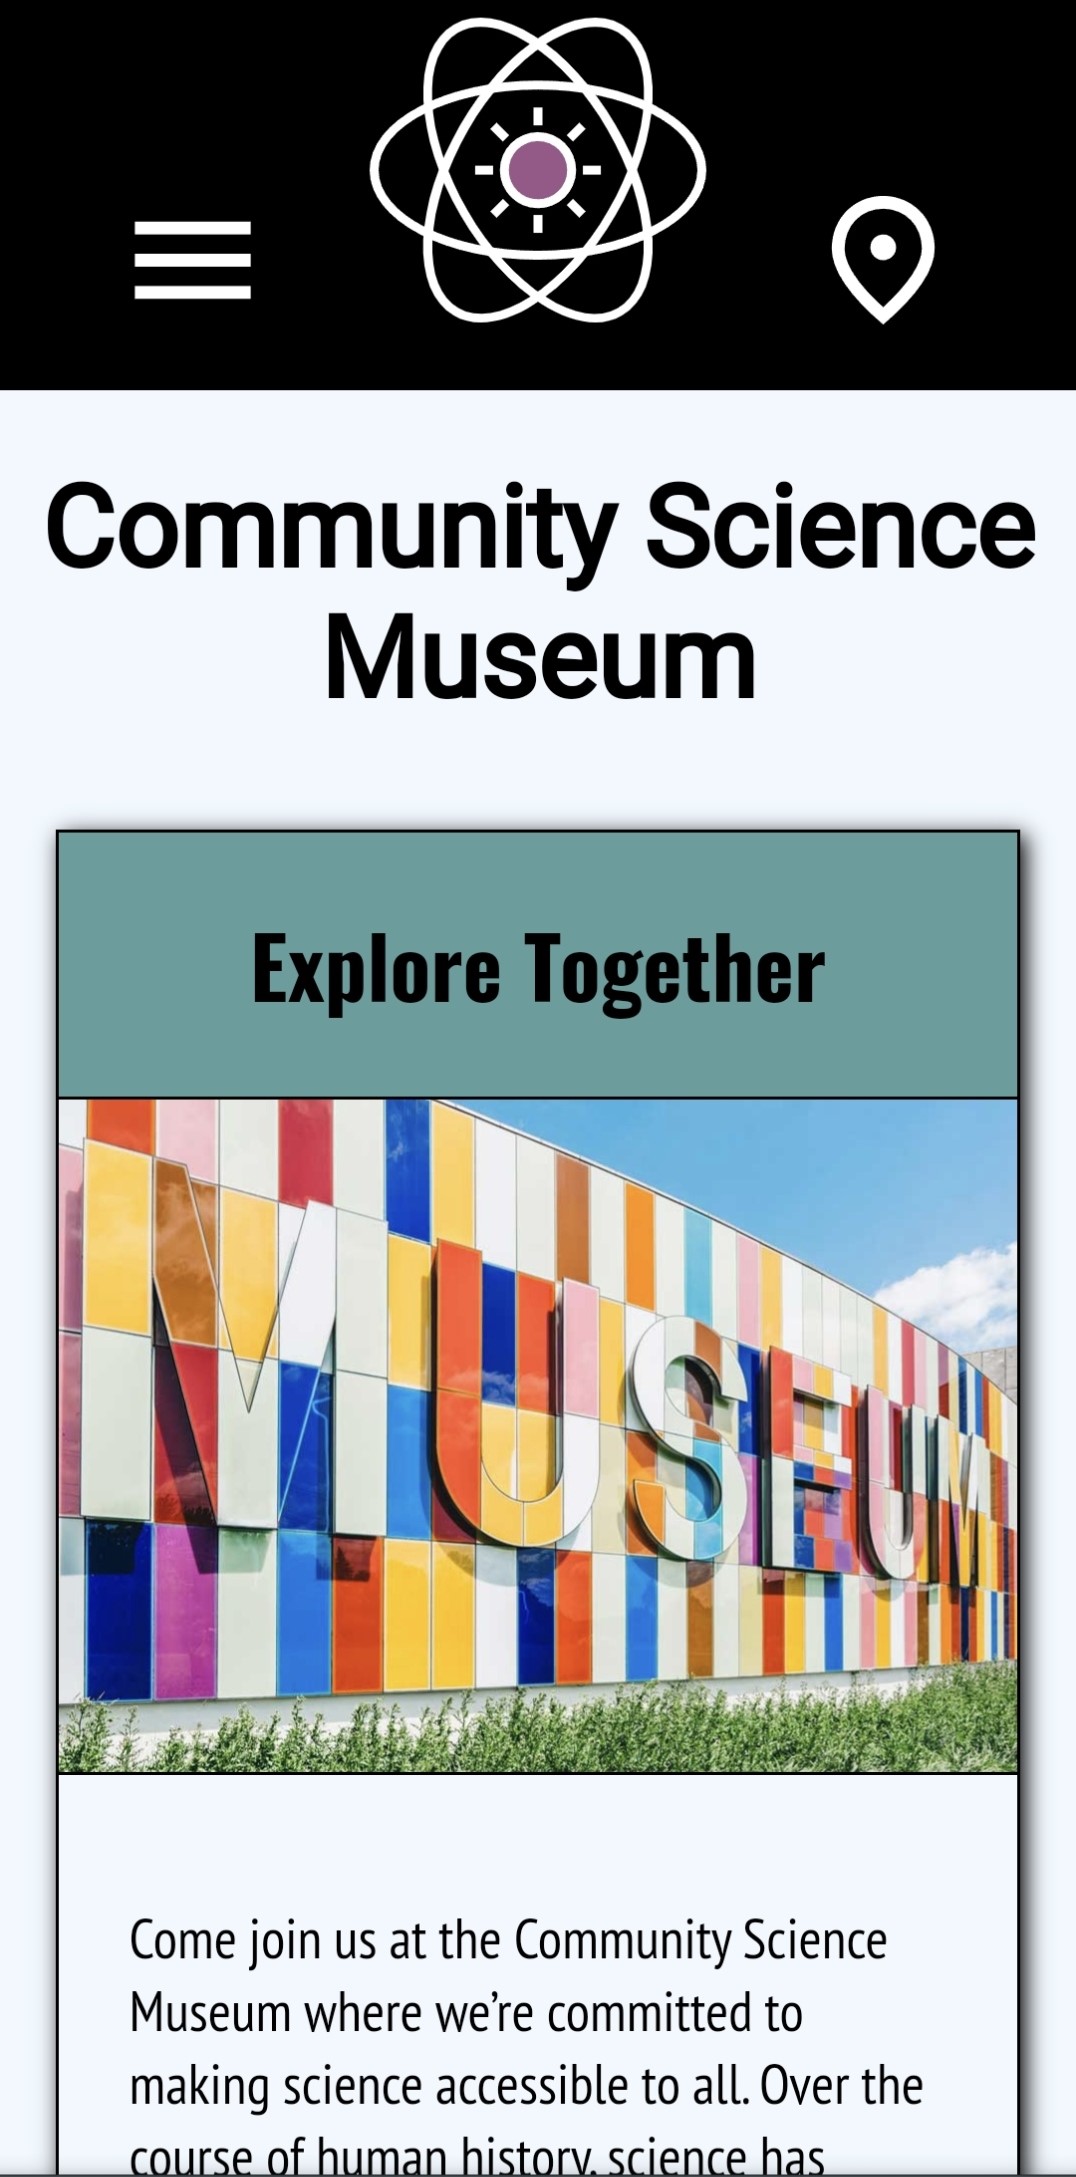 Community Science
Museum
Explore Together
MUSEUM
Come join us at the Community Science
Museum where we’re committed to
making science accessible to all. Over the
course of human history, science has